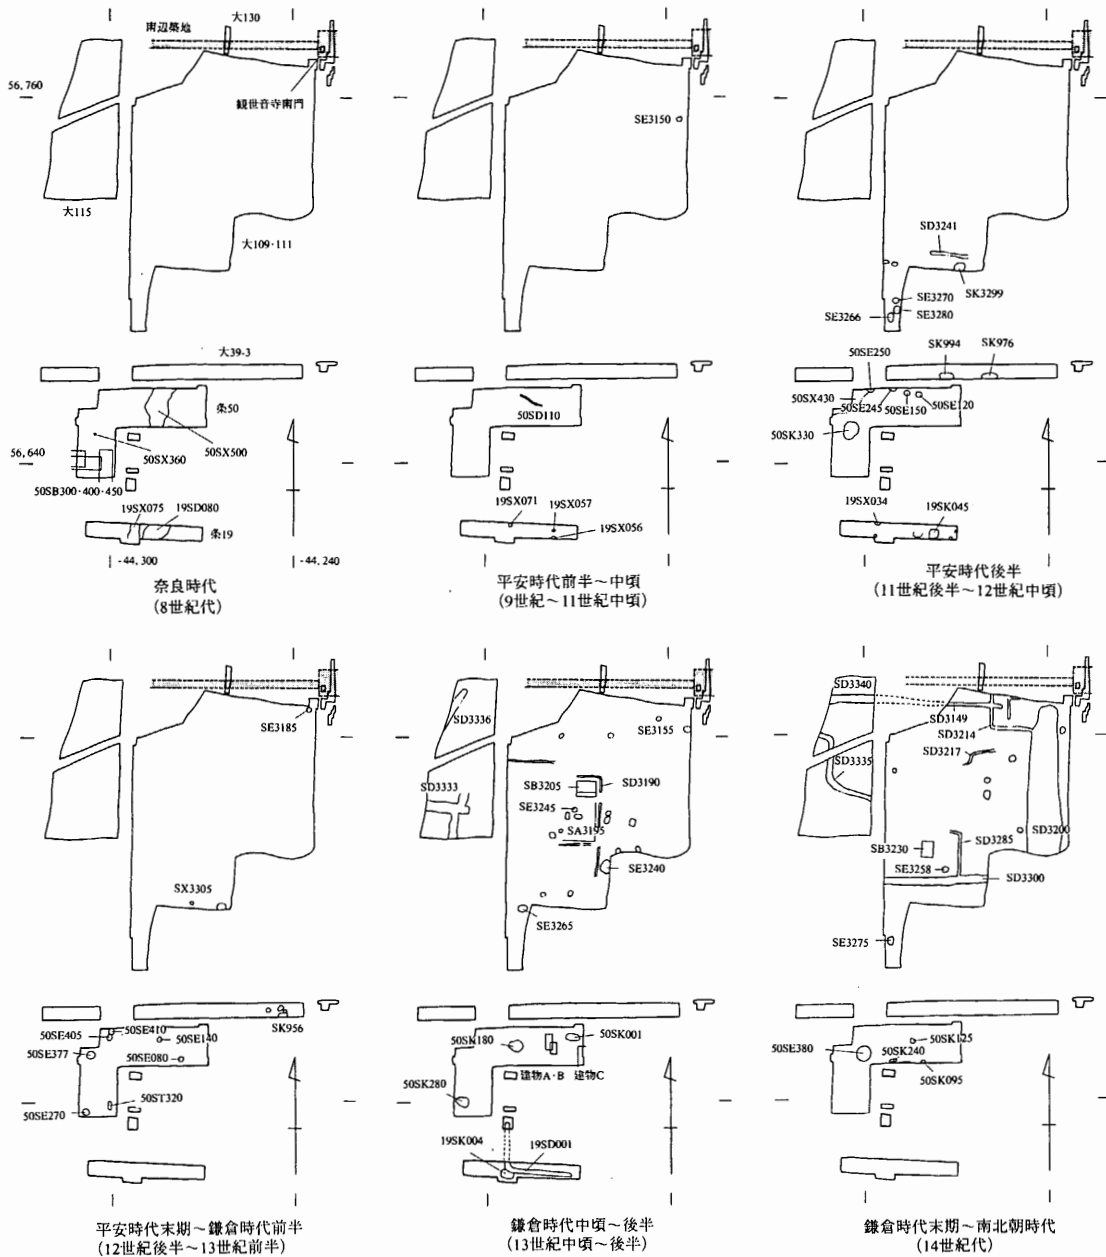 大130
南辺築地
56,760
観世音寺南門
大115
大109·111
大39-3
条50
50SX360
50SX500
56,640
50SB300·400·450
19SX075
19SD080
条19
-44,300
-44,240
奈良時代
(8世紀代)
SE3150
50SD110
19SX071
19SX057
19SX056
平安時代前半～中頃
(9世紀～11世紀中頃)
SD3241
SK3299
SE3270
SE3280
SE3266
SK994
SK976
50SE250
50SX430
50SE245
50SE150
50SE120
50SK330
19SX034
19SK045
平安時代後半
(11世紀後半～12世紀中頃)
SE3185
SX3305
SK956
50SE405
50SE410
50SE140
50SE377
50SE080
50ST320
50SE270
平安時代末期～鎌倉時代前半
(12世紀後半～13世紀前半)
SD3336
SE3155
SD3333
SB3205
SD3190
SE3245
SA3195
SE3240
SE3265
50SK180
50SK001
建物A·B
建物C
50SK280
19SK004
19SD001
鎌倉時代中頃～後半
(13世紀中頃～後半)
SD3340
SD3149
SD3214
SD3217
SD3335
SD3200
SB3230
SD3285
SE3258
SD3300
SE3275
50SE380
50SK125
50SK240
50SK095
鎌倉時代末期～南北朝時代
(14世紀代)